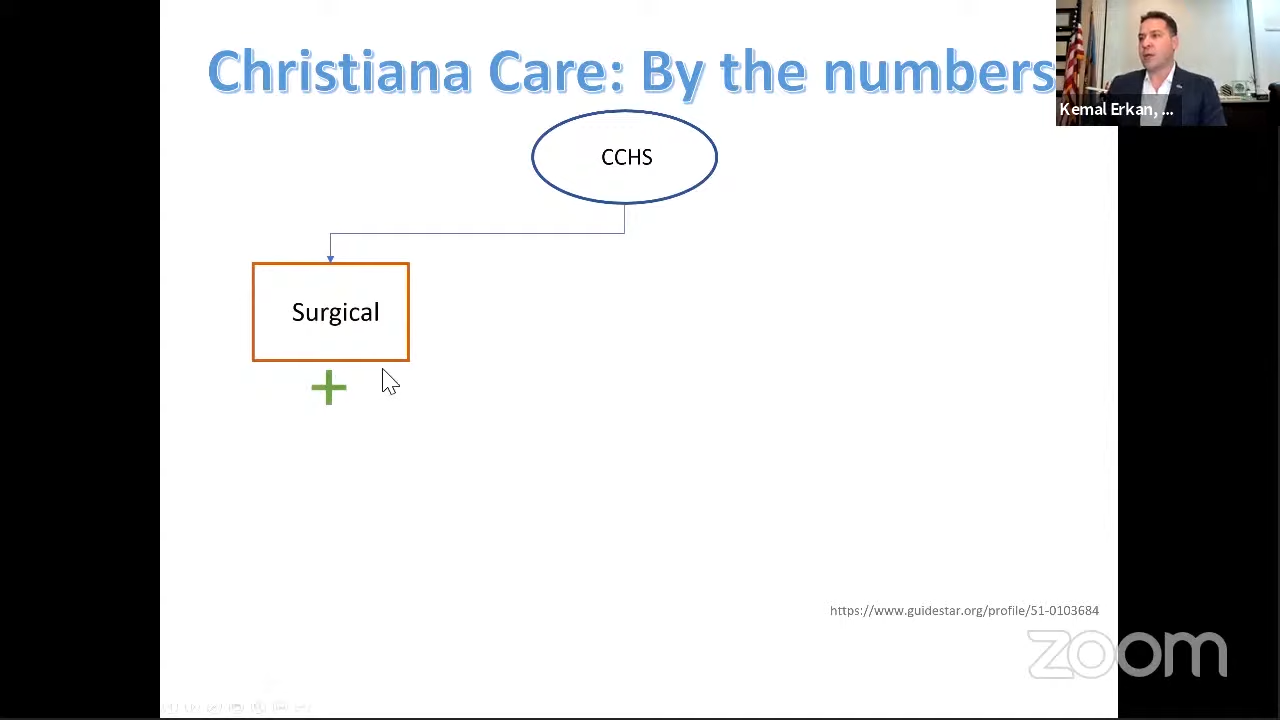 Christiana Care: By the numbers
Kemal Erkan, ...
CCHS
Surgical
https://www.guidestar.org/profile/51-0103684
zoom